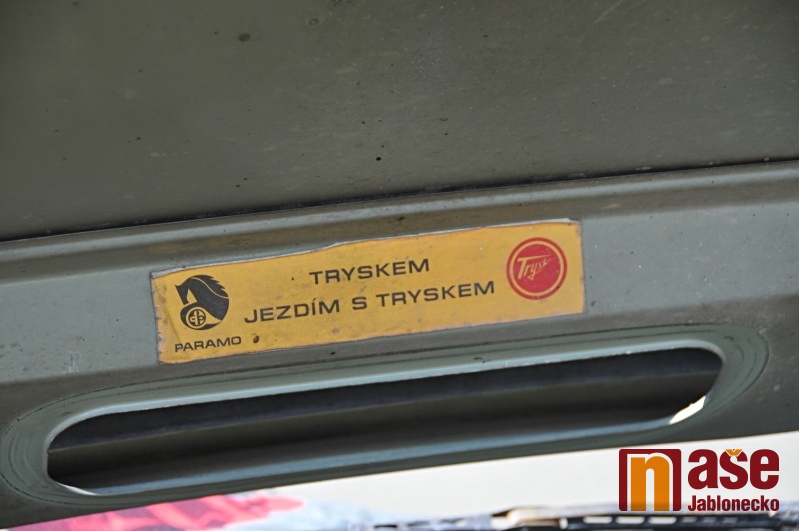 TRYSKEM
JEZDÍM S TRYSKEM
PARAMO
Trysk
naše
Jablonecko